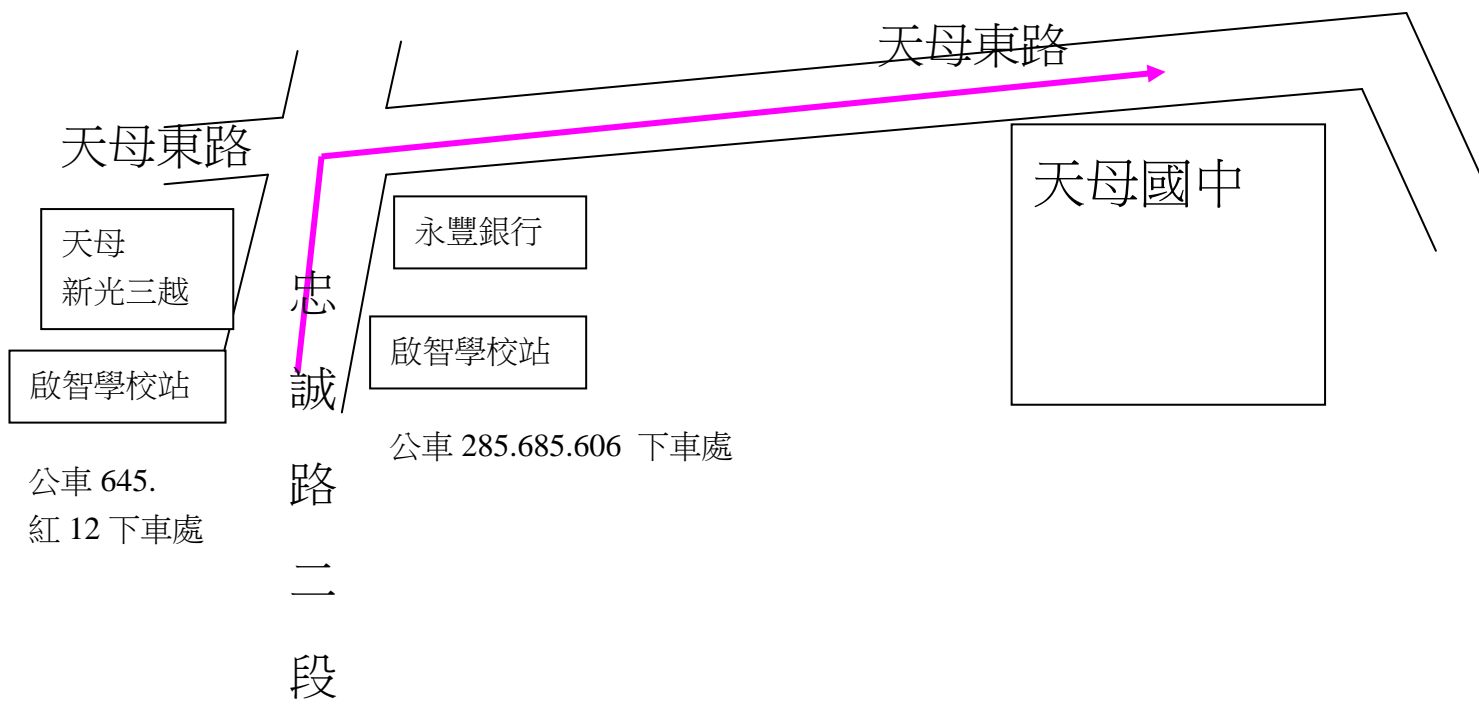 天母東路
天母東路
天母國中
天母
新光三越
永豐銀行
啟智學校站
啟智學校站
忠誠路二段
公車 285.685.606 下車處
公車 645.
紅 12 下車處